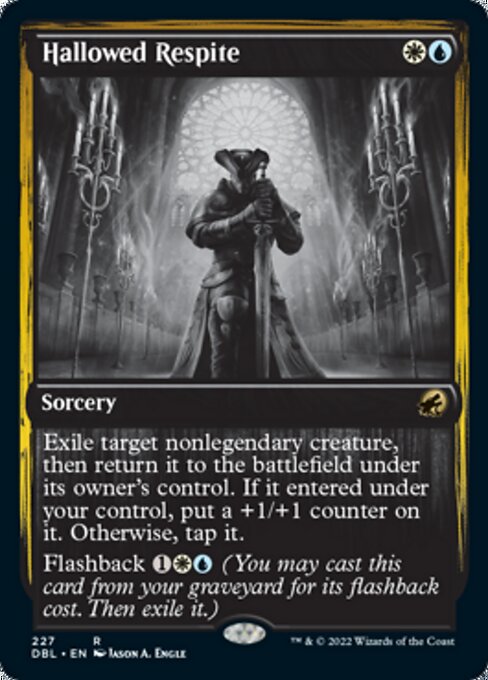 Hallowed Respite
Sorcery
Exile target nonlegendary creature,
then return it to the battlefield under
its owner's control. If it entered under
your control, put a +1/+1 counter on
it. Otherwise, tap it.
Flashback 1 (You may cast this
card from your graveyard for its flashback
cost. Then exile it.)
227 R
DBL • EN Jason A. Engle
™ & © 2022 Wizards of the Coast